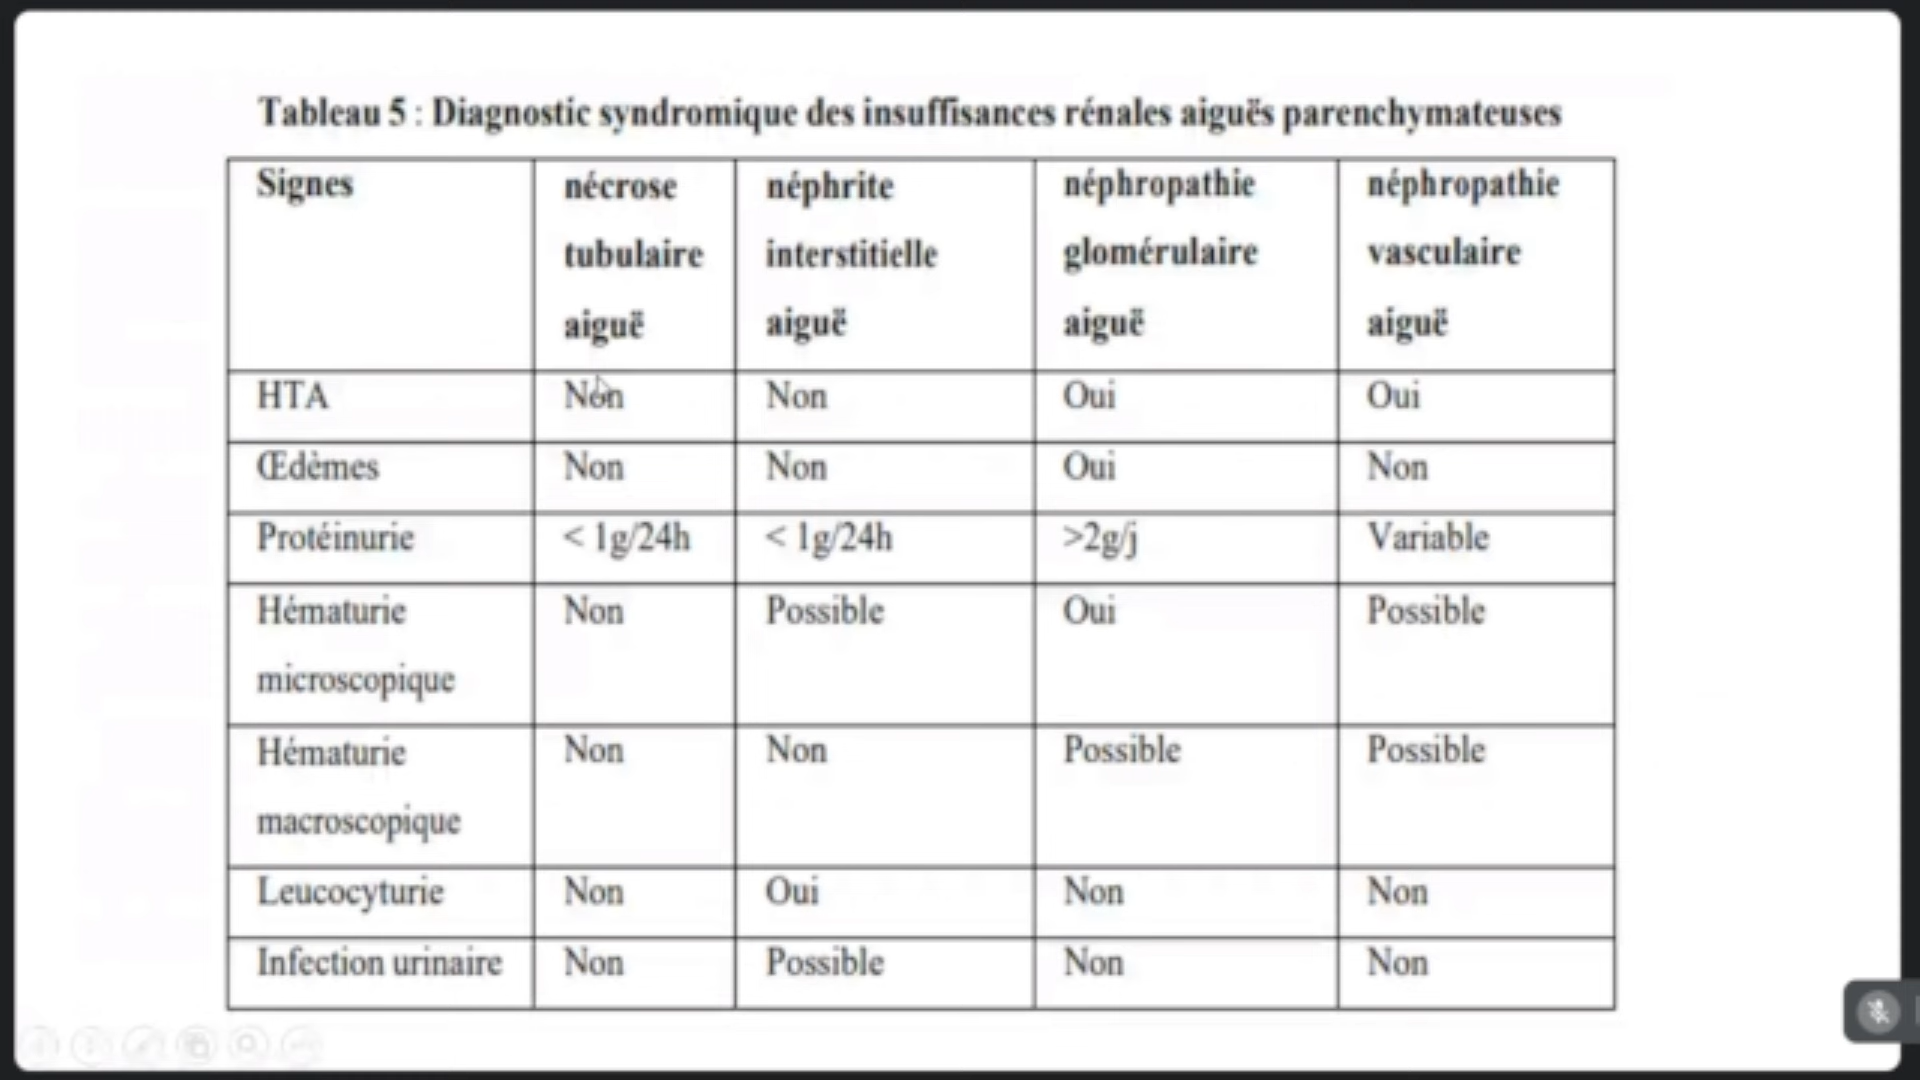 Tableau 5 : Diagnostic syndromique des insuffisances rénales aiguës parenchymateuses
Signes
nécrose
tubulaire
aiguë
néphrite
interstitielle
aiguë
néphropathie
glomérulaire
aiguë
néphropathie
vasculaire
aiguë
HTA Non Non Oui Oui
Œdèmes Non Non Oui Non
Protéinurie < 1g/24h < 1g/24h >2g/j Variable
Hématurie
microscopique
Non Possible Oui Possible
Hématurie
macroscopique
Non Non Possible Possible
Leucocyturie Non Oui Non Non
Infection urinaire Non Possible Non Non